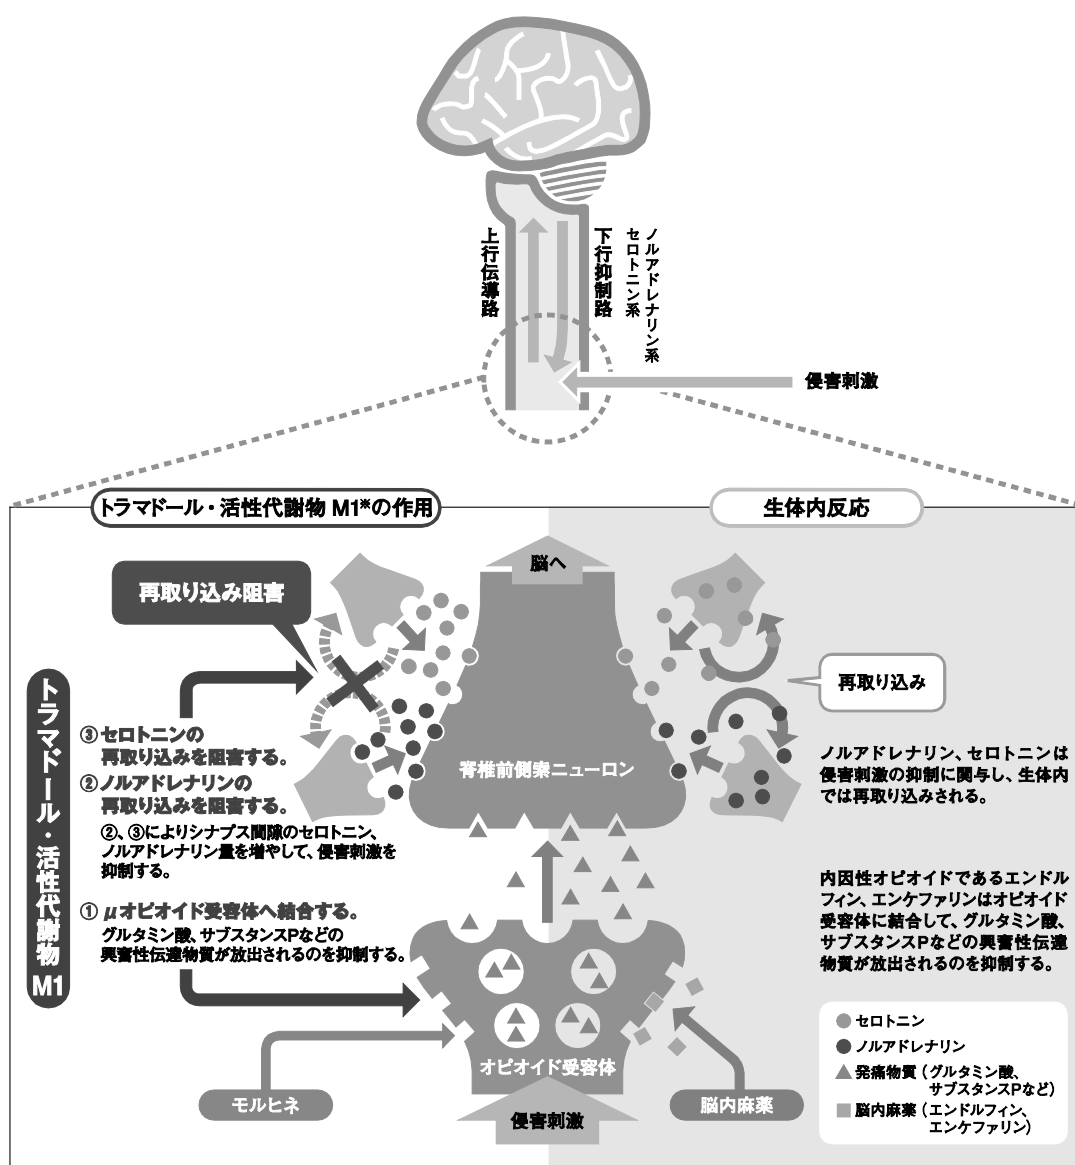 上行伝導路
下行抑制路
ノルアドレナリン系
セロトニン系
侵害刺激
トラマドール・活性代謝物 M1*の作用
生体内反応
脳へ
再取り込み阻害
再取り込み
トラマドール・活性代謝物 M1
③ セロトニンの
再取り込みを阻害する。
② ノルアドレナリンの
再取り込みを阻害する。
②、③によりシナプス間隙のセロトニン、
ノルアドレナリン量を増やして、侵害刺激を
抑制する。
① μオピオイド受容体へ結合する。
グルタミン酸、サブスタンスPなどの
興奮性伝達物質が放出されるのを抑制する。
脊椎前側索ニューロン
ノルアドレナリン、セロトニンは
侵害刺激の抑制に関与し、生体内
では再取り込みされる。
内因性オピオイドであるエンドル
フィン、エンケファリンはオピオイド
受容体に結合して、グルタミン酸、
サブスタンスPなどの興奮性伝達
物質が放出されるのを抑制する。
オピオイド受容体
モルヒネ
脳内麻薬
侵害刺激
セロトニン
ノルアドレナリン
発痛物質（グルタミン酸、
サブスタンスPなど）
脳内麻薬（エンドルフィン、
エンケファリン）